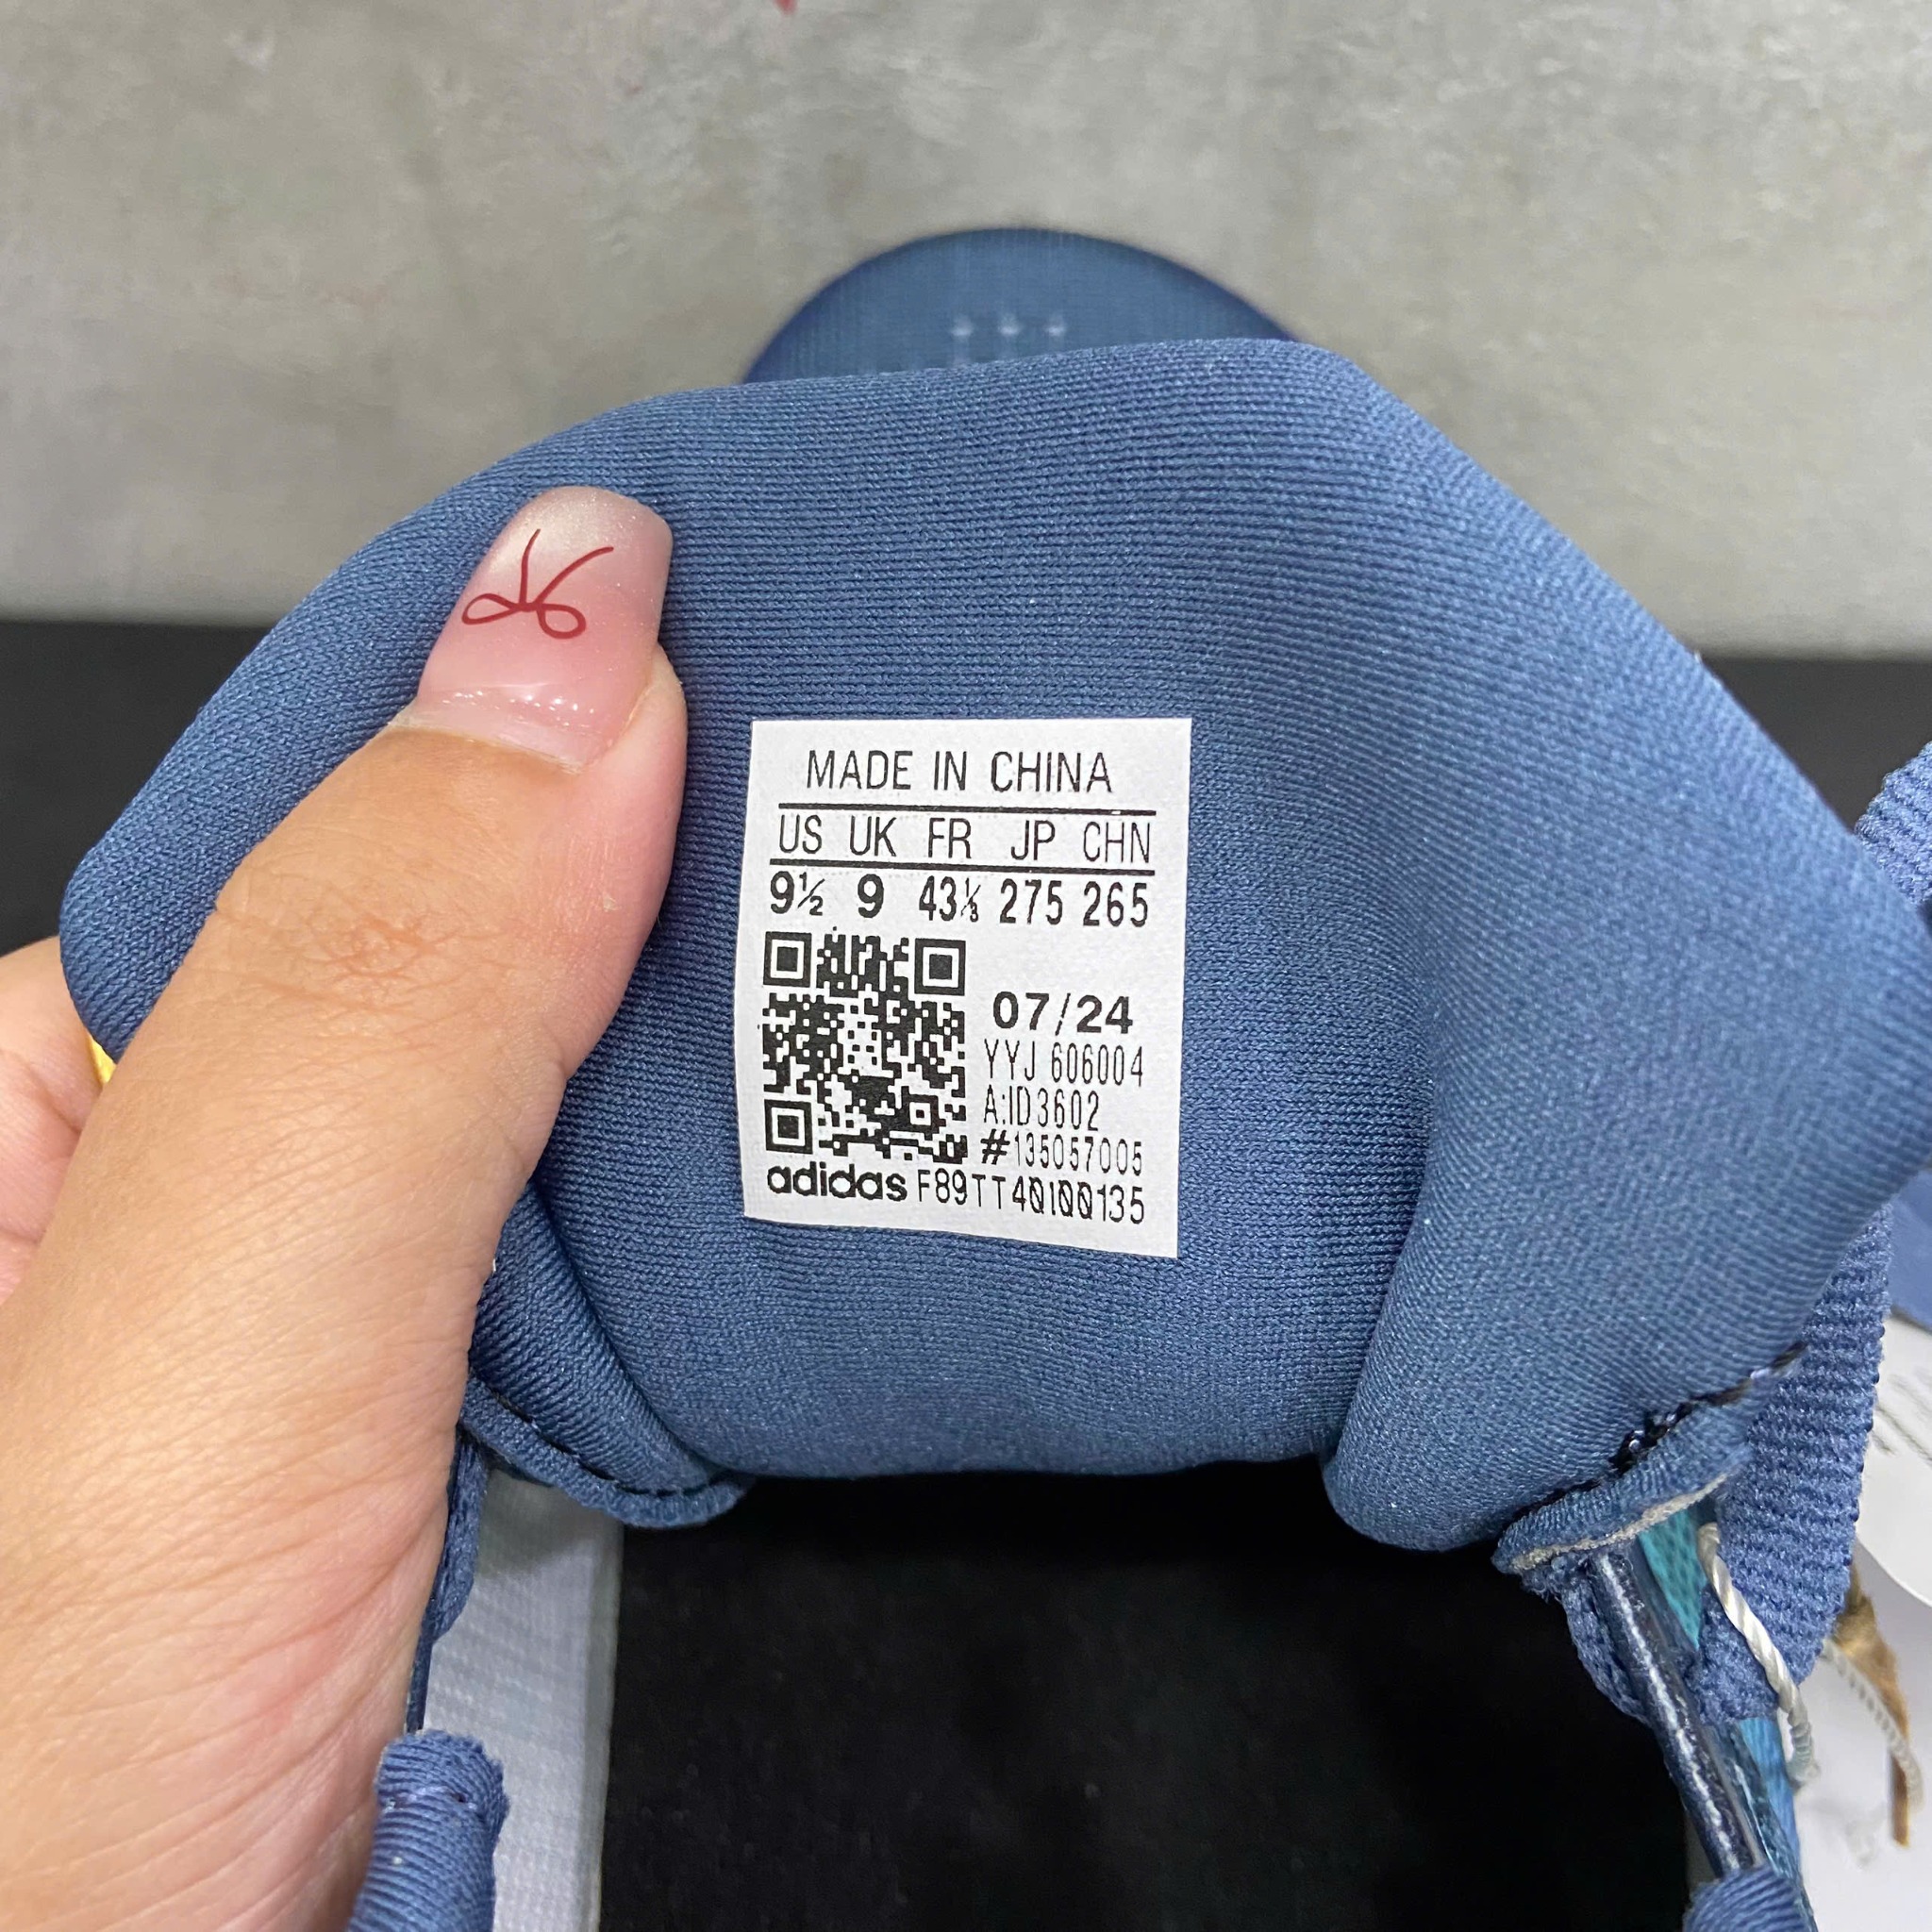 MADE IN CHINA
US UK FR JP CHN
9½ 9 43⅓ 275 265
07/24
YYJ 606004
A:ID3602
#135057005
adidas F89TT40I00135